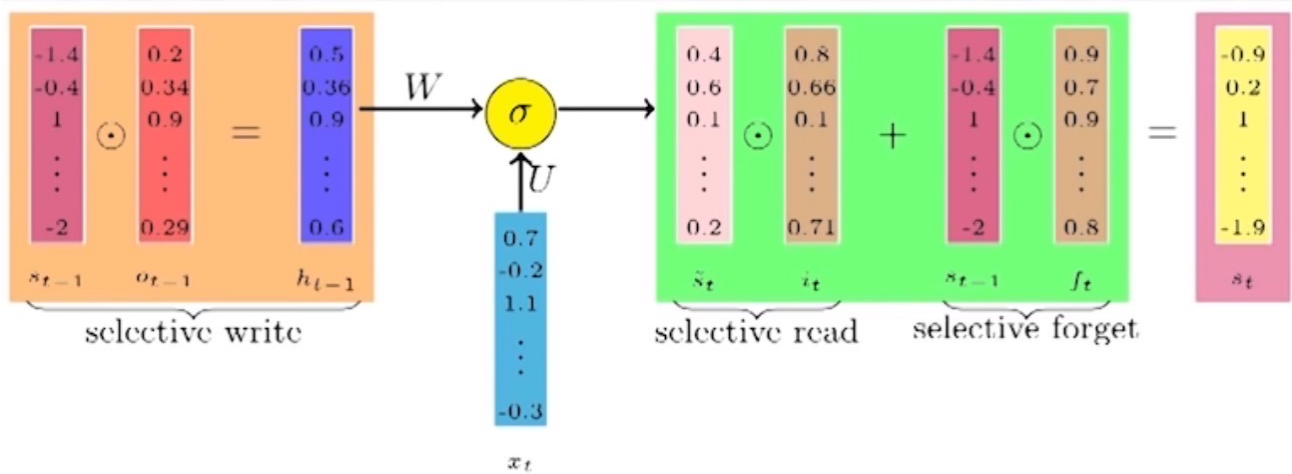 -1.4 0.2 0.5 0.4 0.8 -1.4 0.9 -0.9
-0.4 0.34 0.36 W σ 0.6 0.66 -0.4 0.7 0.2
1 ⊙ 0.9 = 0.9 0.1 ⊙ 0.1 + 1 ⊙ 0.9 = 1
⋮ ⋮ ⋮ U ⋮ ⋮ ⋮ ⋮ ⋮
-2 0.29 0.6 0.7 0.2 0.71 -2 0.8 -1.9
-0.2
s_{t-1} o_{t-1} h_{t-1} s̃_t i_t s_{t-1} f_t s_t
1.1
selective write selective read selective forget
⋮
-0.3
x_t